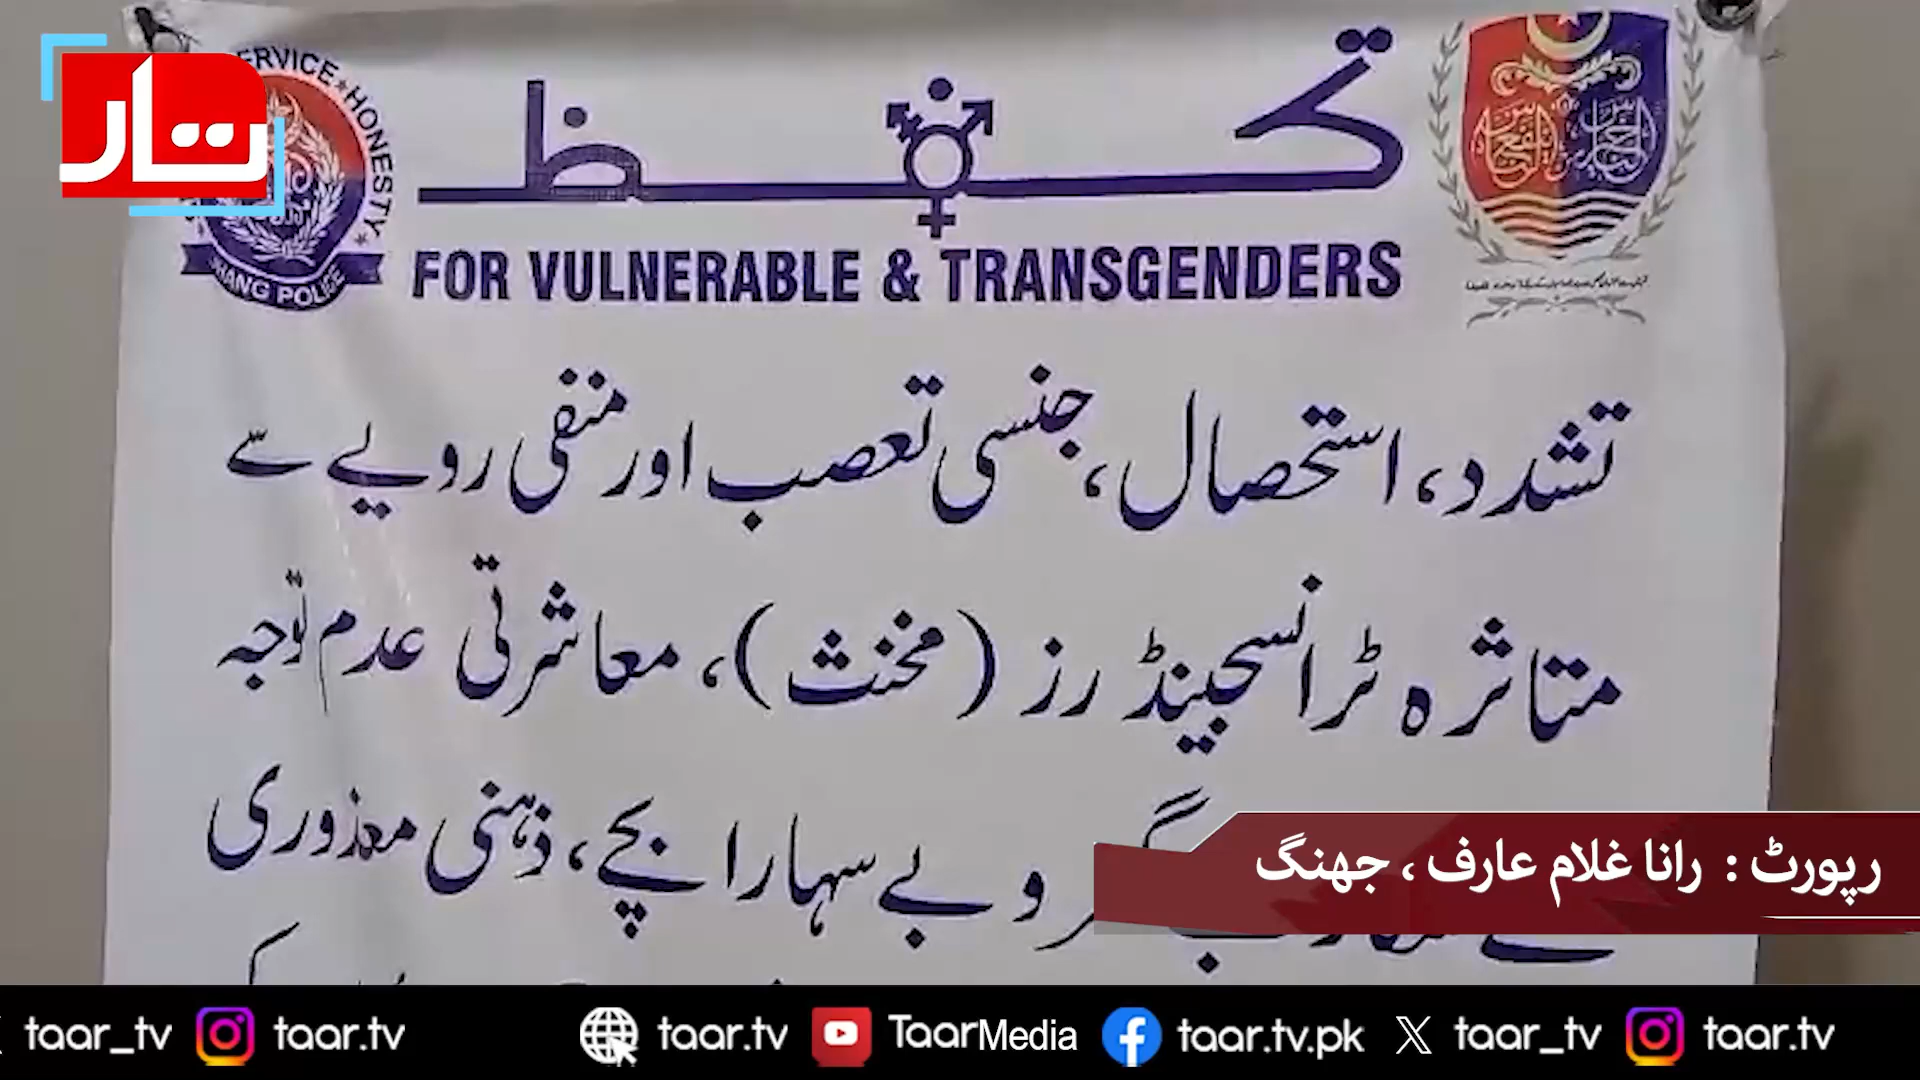 تار
SERVICE ★ HONESTY
JHANG POLICE
تحفظ
FOR VULNERABLE & TRANSGENDERS
تشدد، استحصال، جنسی تعصب اور منفی رویے سے
متاثرہ ٹرانسجینڈرز (مخنث)، معاشرتی عدم توجہ
و بے سہارا بچے، ذہنی معذوری
رپورٹ : رانا غلام عارف ، جھنگ
taar_tv taar.tv taar.tv TaarMedia taar.tv.pk taar_tv taar.tv